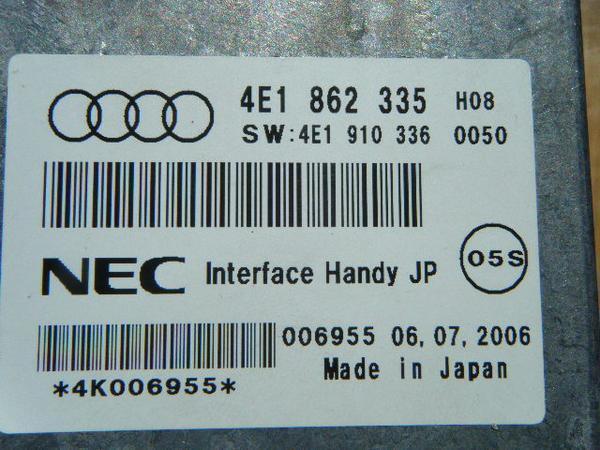 4E1 862 335 H08
SW:4E1 910 336 0050
NEC Interface Handy JP 05S
006955 06, 07, 2006
*4K006955* Made in Japan